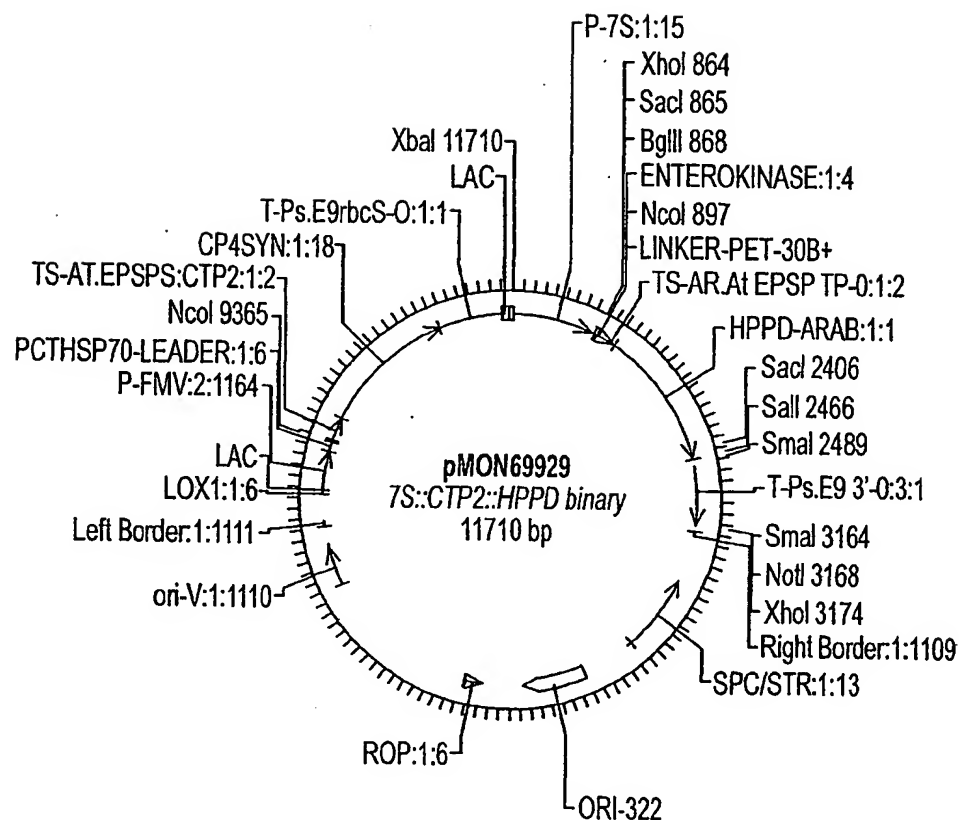 P-7S:1:15
XhoI 864
SacI 865
BglII 868
ENTEROKINASE:1:4
NcoI 897
LINKER-PET-30B+
TS-AR.At EPSP TP-0:1:2
HPPD-ARAB:1:1
SacI 2406
SalI 2466
SmaI 2489
T-Ps.E9 3'-0:3:1
SmaI 3164
NotI 3168
XhoI 3174
Right Border:1:1109
SPC/STR:1:13
ORI-322
ROP:1:6
ori-V:1:1110
Left Border:1:1111
LOX1:1:6
LAC
P-FMV:2:1164
PCTHSP70-LEADER:1:6
NcoI 9365
TS-AT.EPSPS:CTP2:1:2
CP4SYN:1:18
T-Ps.E9rbcS-O:1:1
LAC
XbaI 11710
pMON69929
7S::CTP2::HPPD binary
11710 bp